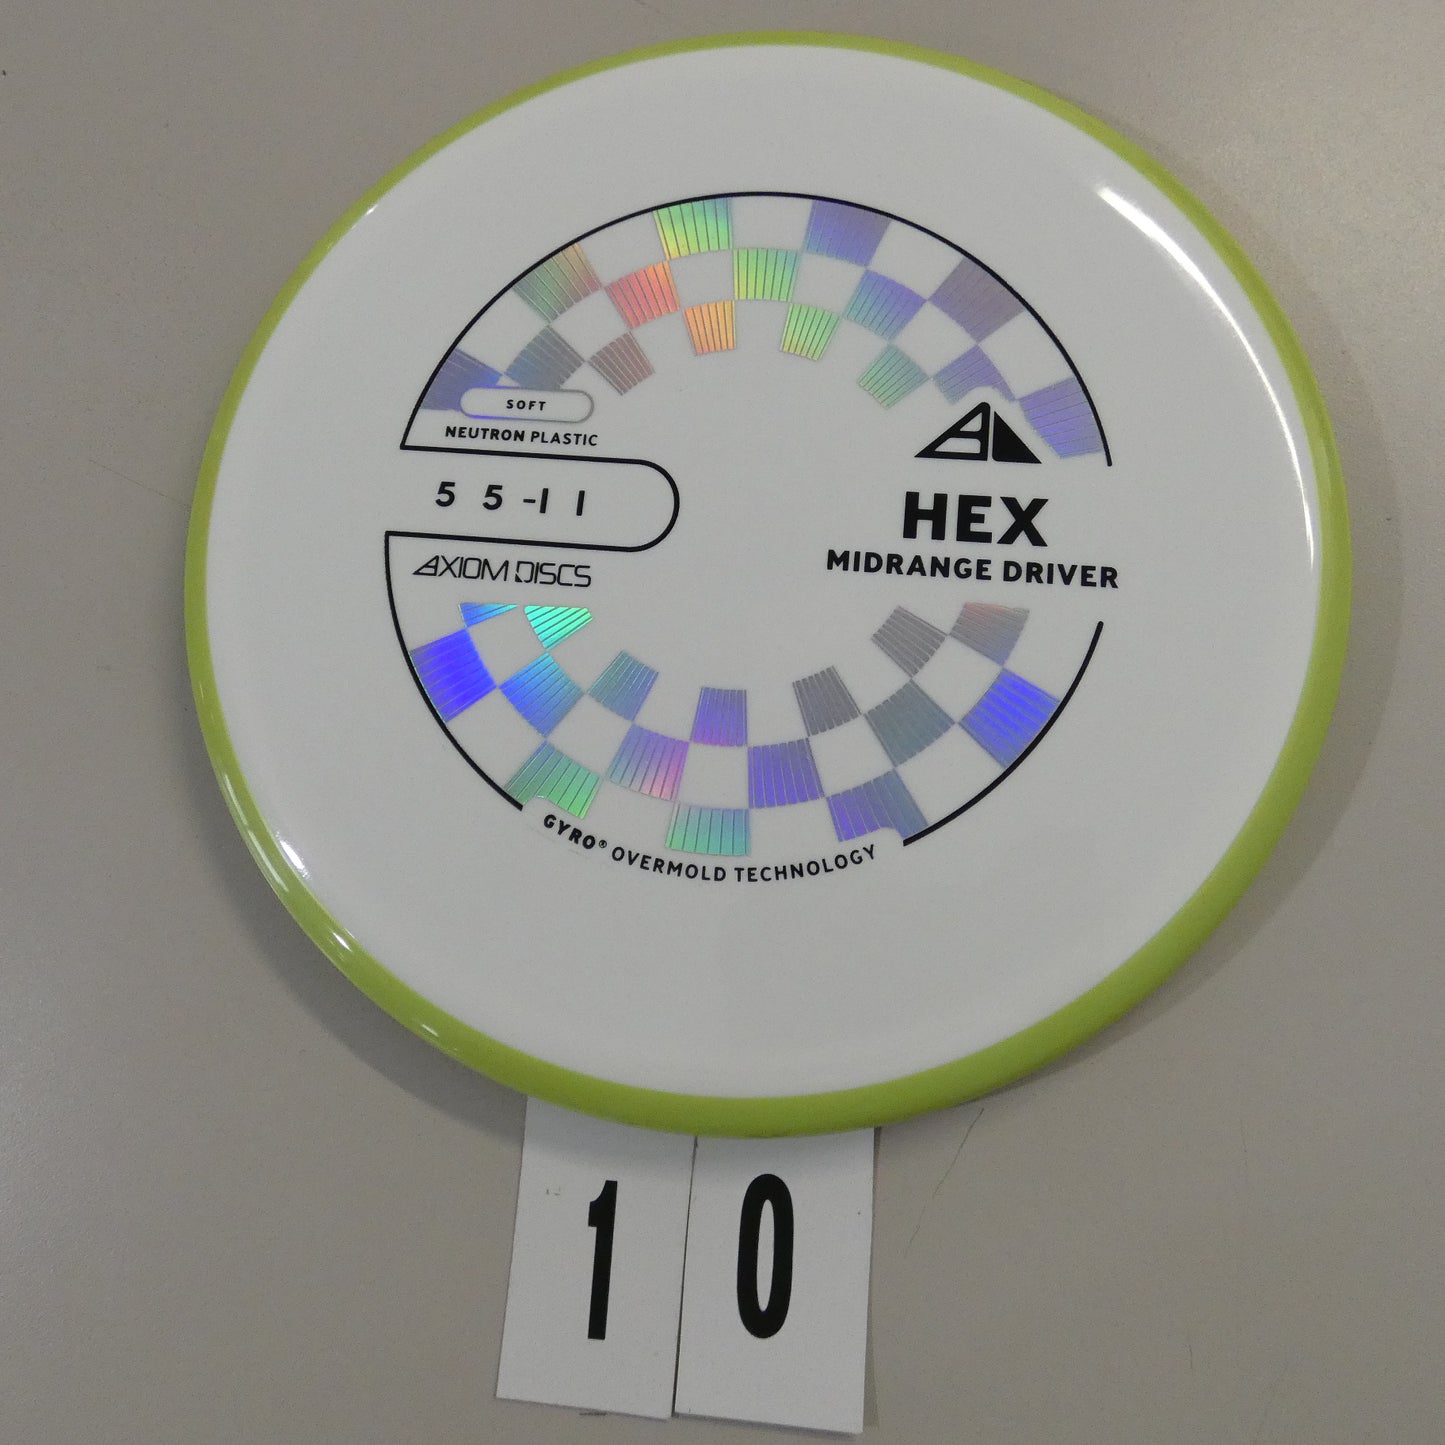 SOFT
NEUTRON PLASTIC
5 5 -1 1
AXIOM DISCS
HEX
MIDRANGE DRIVER
GYRO® OVERMOLD TECHNOLOGY
1 0